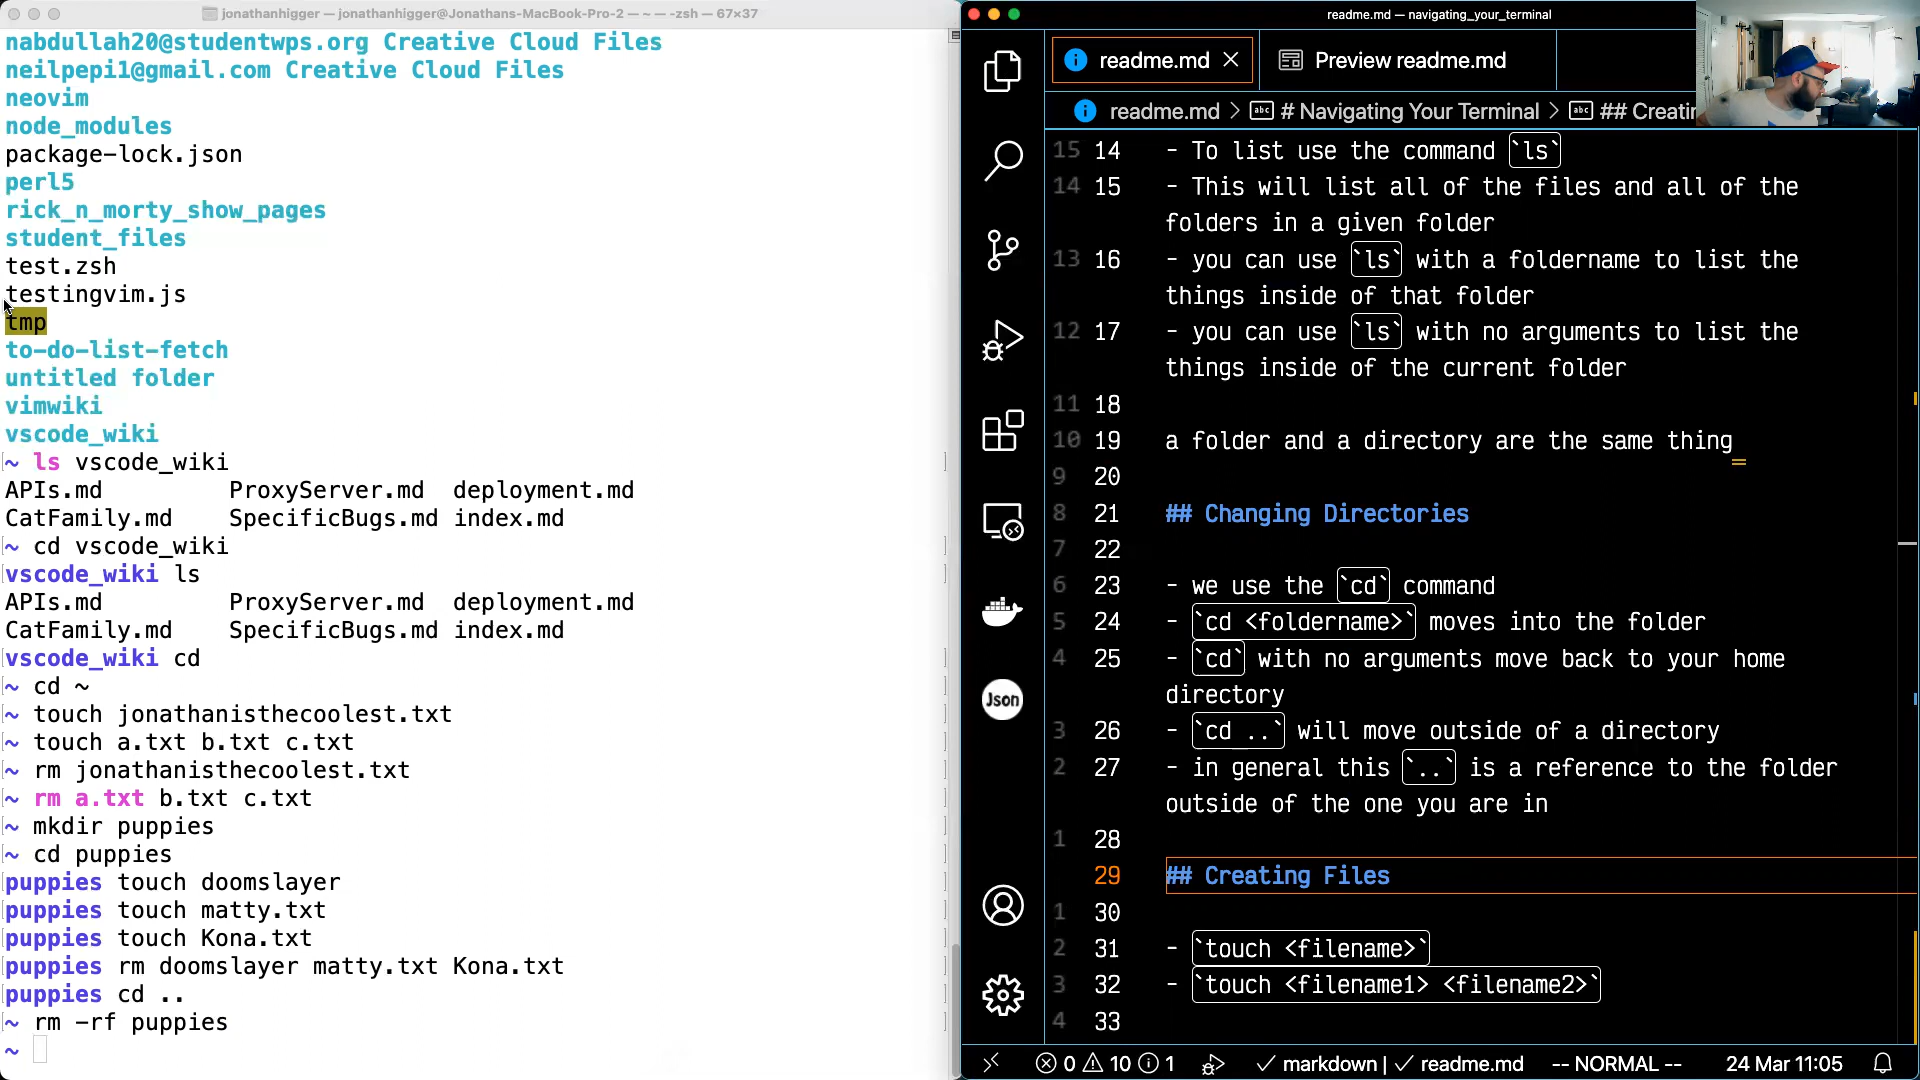 jonathanhigger — jonathanhigger@Jonathans-MacBook-Pro-2 — ~ — -zsh — 67×37
nabdullah20@studentwps.org Creative Cloud Files
neilpepi1@gmail.com Creative Cloud Files
neovim
node_modules
package-lock.json
perl5
rick_n_morty_show_pages
student_files
test.zsh
testingvim.js
tmp
to-do-list-fetch
untitled folder
vimwiki
vscode_wiki
~ ls vscode_wiki
APIs.md ProxyServer.md deployment.md
CatFamily.md SpecificBugs.md index.md
~ cd vscode_wiki
vscode_wiki ls
APIs.md ProxyServer.md deployment.md
CatFamily.md SpecificBugs.md index.md
vscode_wiki cd
~ cd ~
~ touch jonathanisthecoolest.txt
~ touch a.txt b.txt c.txt
~ rm jonathanisthecoolest.txt
~ rm a.txt b.txt c.txt
~ mkdir puppies
~ cd puppies
puppies touch doomslayer
puppies touch matty.txt
puppies touch Kona.txt
puppies rm doomslayer matty.txt Kona.txt
puppies cd ..
~ rm -rf puppies
~
readme.md — navigating_your_terminal
readme.md Preview readme.md
readme.md > # Navigating Your Terminal > ## Creatin
15 14 - To list use the command `ls`
14 15 - This will list all of the files and all of the
folders in a given folder
13 16 - you can use `ls` with a foldername to list the
things inside of that folder
12 17 - you can use `ls` with no arguments to list the
things inside of the current folder
11 18
10 19 a folder and a directory are the same thing
9 20
8 21 ## Changing Directories
7 22
6 23 - we use the `cd` command
5 24 - `cd <foldername>` moves into the folder
4 25 - `cd` with no arguments move back to your home
directory
3 26 - `cd ..` will move outside of a directory
2 27 - in general this `..` is a reference to the folder
outside of the one you are in
1 28
29 ## Creating Files
1 30
2 31 - `touch <filename>`
3 32 - `touch <filename1> <filename2>`
4 33
Json
0 10 1 markdown | readme.md -- NORMAL -- 24 Mar 11:05